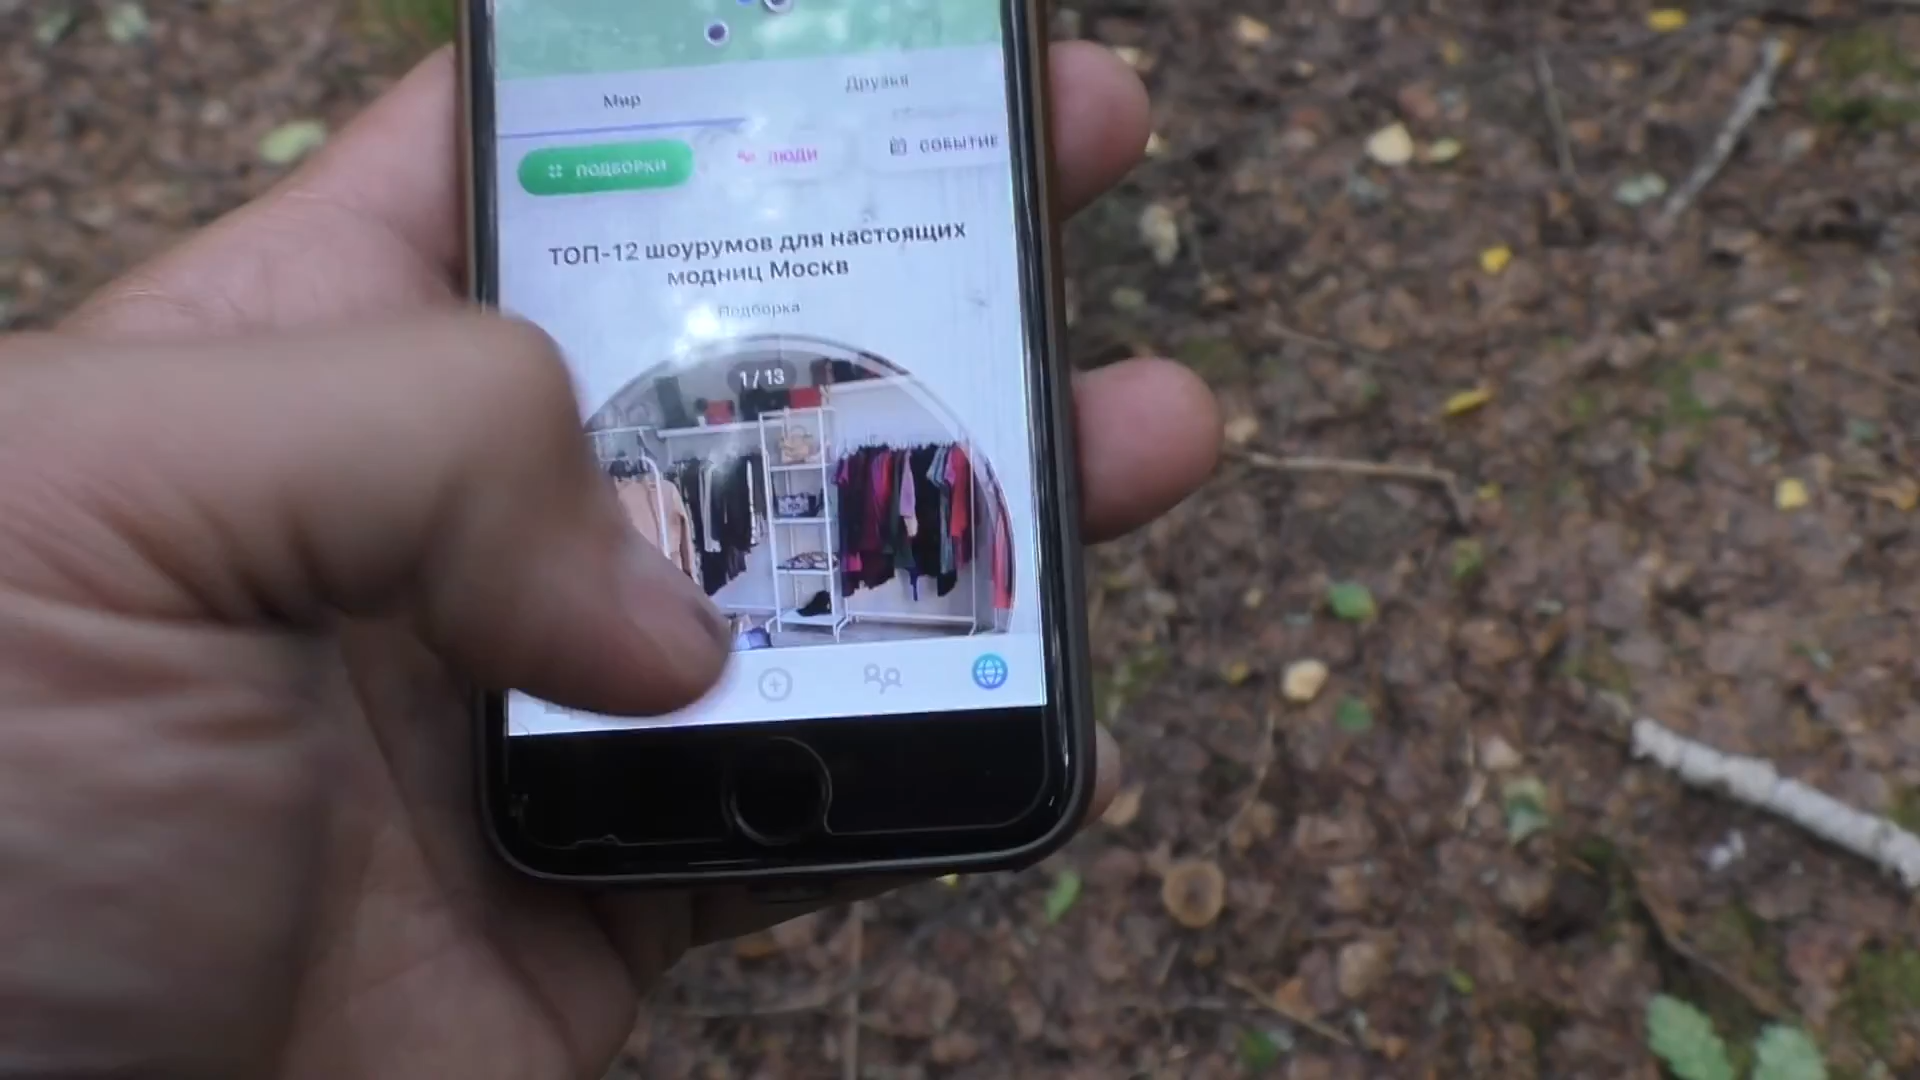 Мир
Друзья
ПОДБОРКИ
ЛЮДИ
СОБЫТИЕ
ТОП-12 шоурумов для настоящих
модниц Москв
Подборка
1 / 13